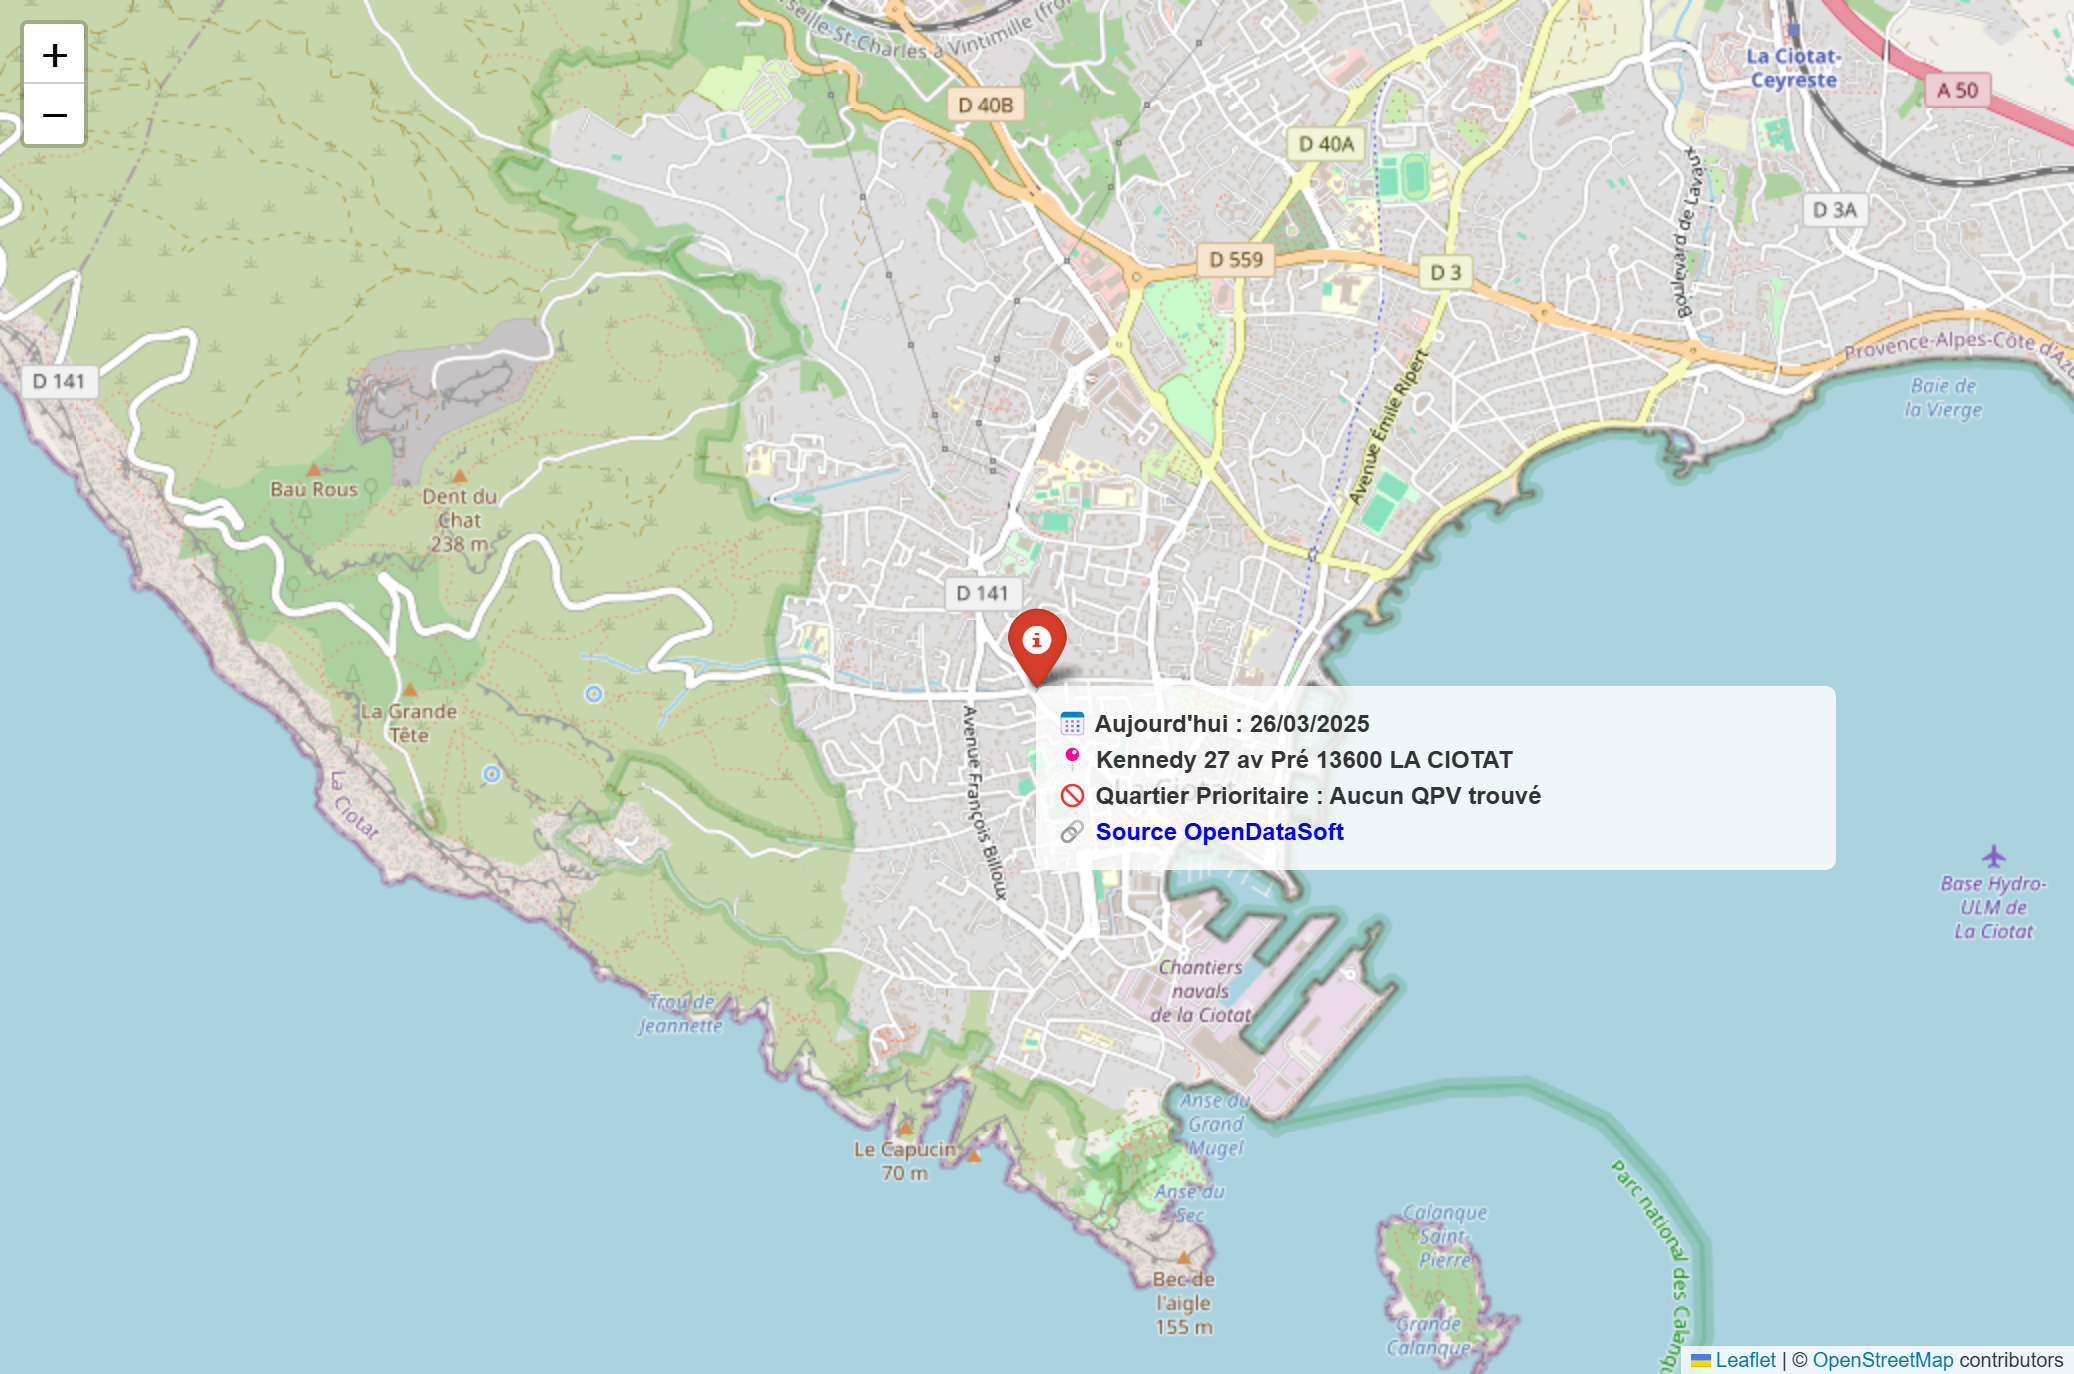 +
−
rseille-St-Charles à Vintimille (fro
D 40B
D 40A
La Ciotat-
Ceyreste
A 50
Boulevard de Lavaux
D 3A
D 559
D 3
D 141
Provence-Alpes-Côte d'Azu
Baie de
la Vierge
Avenue Émile Ripert
Bau Rous
Dent du
Chat
238 m
D 141
La Grande
Tête
La Ciotat
Avenue François Billoux
Aujourd'hui : 26/03/2025
Kennedy 27 av Pré 13600 LA CIOTAT
Quartier Prioritaire : Aucun QPV trouvé
Source OpenDataSoft
La Ciotat
Base Hydro-
ULM de
La Ciotat
Chantiers
navals
de la Ciotat
Trou de
Jeannette
Anse du
Grand
Mugel
Le Capucin
70 m
Anse du
Sec
Parc national des Calanq
Calanque
Saint-
Pierre
Bec de
l'aigle
155 m
Grande
Calanque
Leaflet | © OpenStreetMap contributors